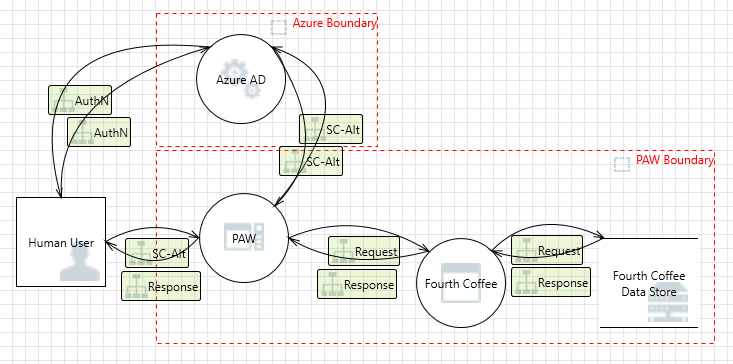 Azure Boundary
Azure AD
AuthN
AuthN
SC-Alt
SC-Alt
PAW Boundary
Human User
SC-Alt
Response
PAW
Request
Response
Fourth Coffee
Request
Response
Fourth Coffee
Data Store